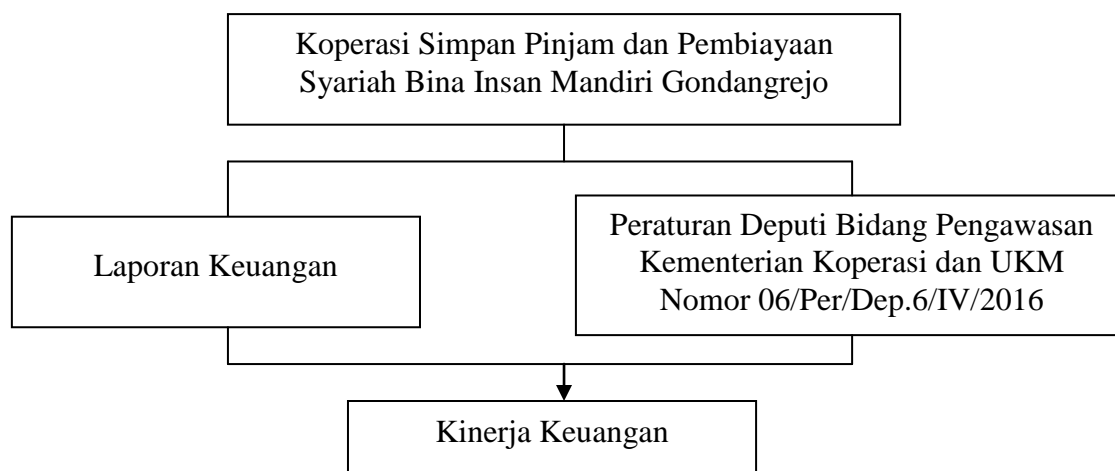 Koperasi Simpan Pinjam dan Pembiayaan
Syariah Bina Insan Mandiri Gondangrejo
Laporan Keuangan
Peraturan Deputi Bidang Pengawasan
Kementerian Koperasi dan UKM
Nomor 06/Per/Dep.6/IV/2016
Kinerja Keuangan